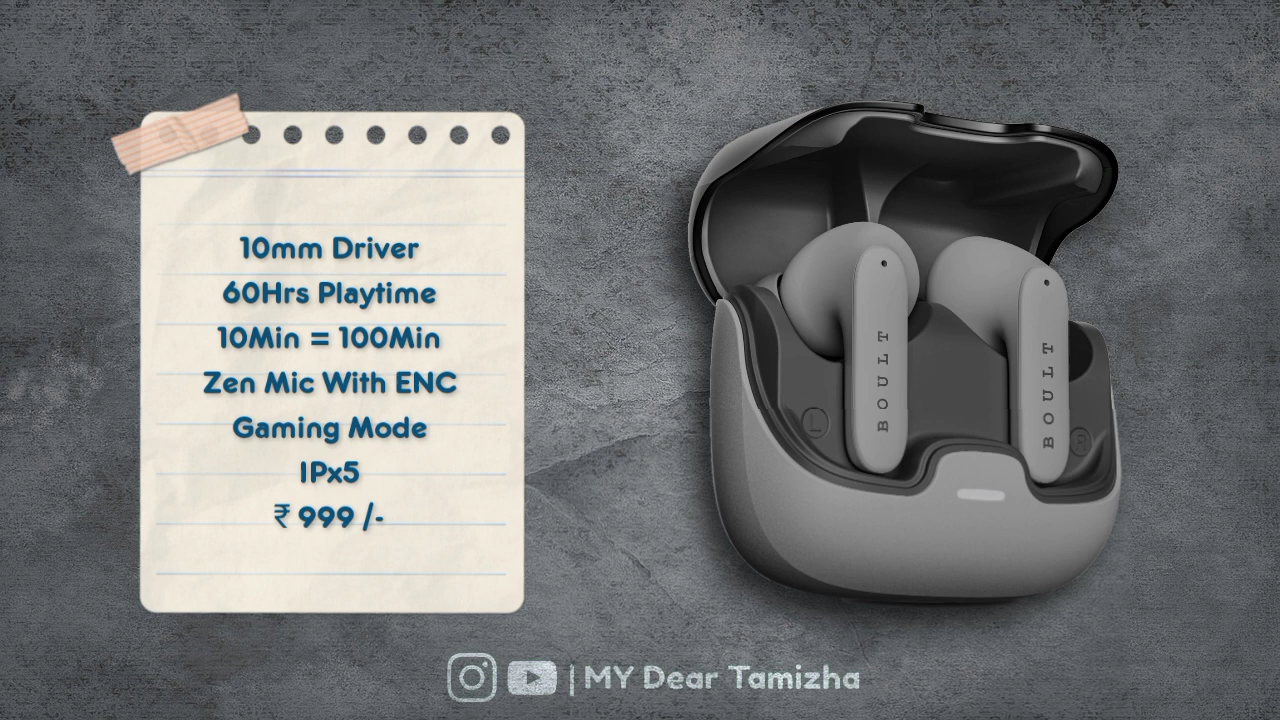 10mm Driver
60Hrs Playtime
10Min = 100Min
Zen Mic With ENC
Gaming Mode
IPx5
₹ 999 /-
BOULT
BOULT
L
R
| MY Dear Tamizha